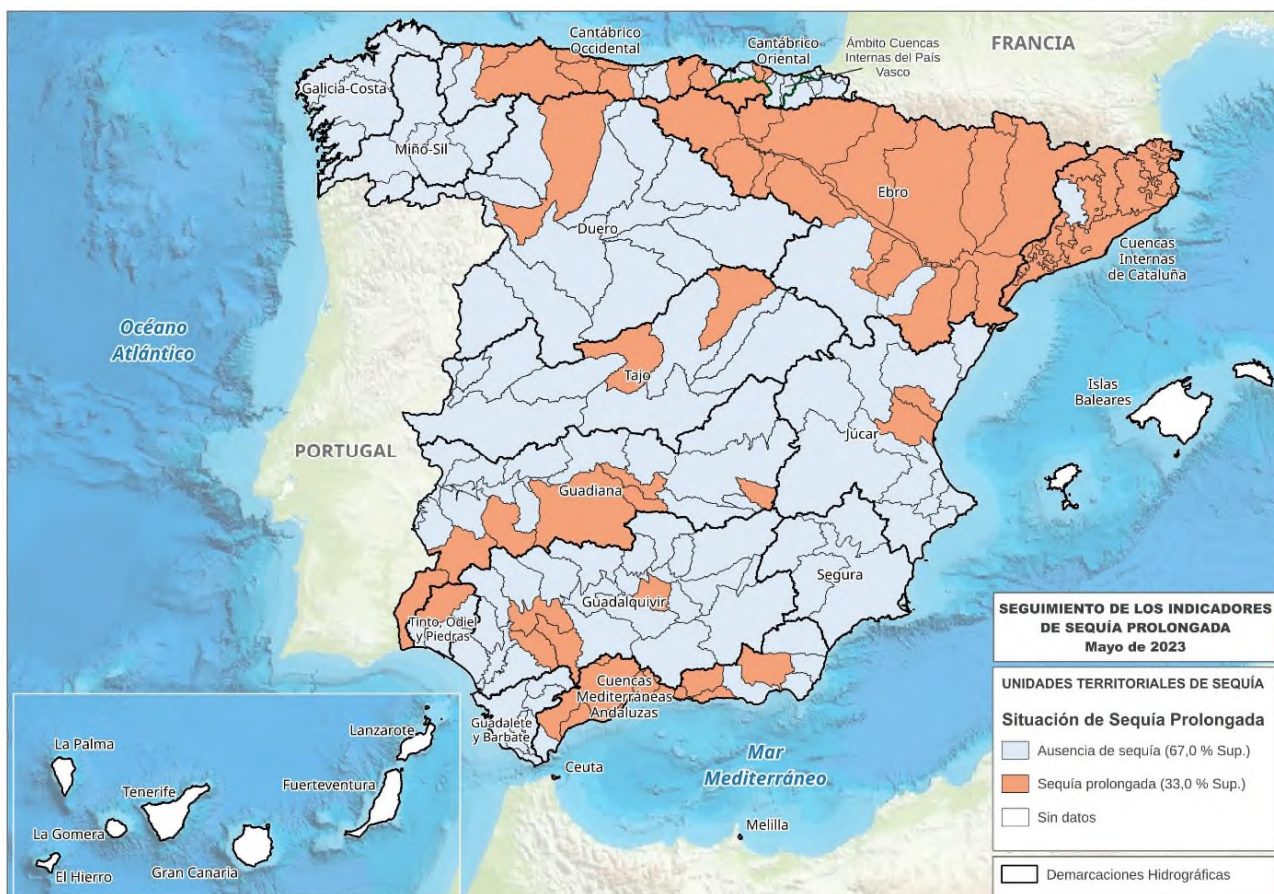 Cantábrico
Occidental
Cantábrico
Oriental
Ámbito Cuencas
Internas del País
Vasco
FRANCIA
Galicia-Costa
Miño-Sil
Ebro
Duero
Cuencas
Internas
de Cataluña
Océano
Atlántico
Tajo
Islas
Baleares
PORTUGAL
Júcar
Guadiana
Segura
Guadalquivir
Tinto, Odiel
y Piedras
Cuencas
Mediterráneas
Andaluzas
Guadalete
y Barbate
Ceuta
Mar
Mediterráneo
Melilla
La Palma
Lanzarote
Fuerteventura
Tenerife
La Gomera
El Hierro
Gran Canaria
SEGUIMIENTO DE LOS INDICADORES
DE SEQUÍA PROLONGADA
Mayo de 2023
UNIDADES TERRITORIALES DE SEQUÍA
Situación de Sequía Prolongada
Ausencia de sequía (67,0 % Sup.)
Sequía prolongada (33,0 % Sup.)
Sin datos
Demarcaciones Hidrográficas